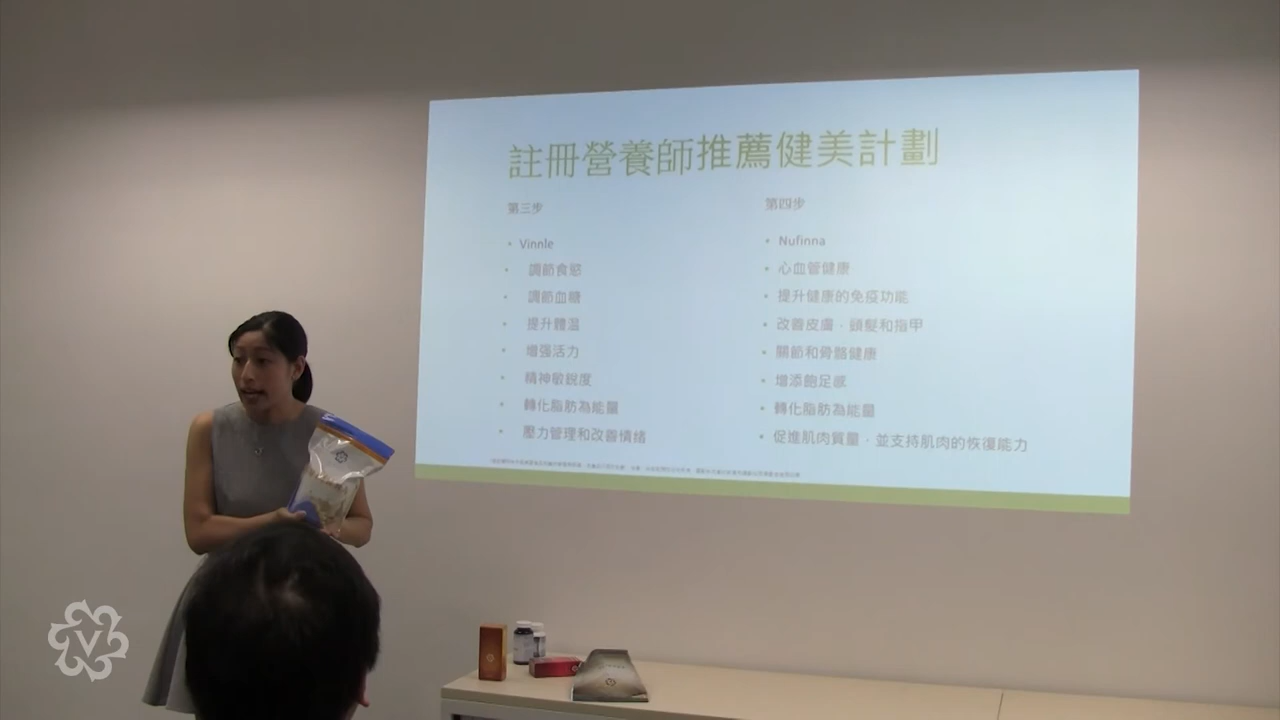 註冊營養師推薦健美計劃
第三步
• Vinnle
• 調節食慾
• 調節血糖
• 提升體温
• 增强活力
• 精神敏銳度
• 轉化脂肪為能量
• 壓力管理和改善情緒
第四步
• Nufinna
• 心血管健康
• 提升健康的免疫功能
• 改善皮膚，頭髮和指甲
• 關節和骨骼健康
• 增添飽足感
• 轉化脂肪為能量
• 促進肌肉質量，並支持肌肉的恢復能力
V